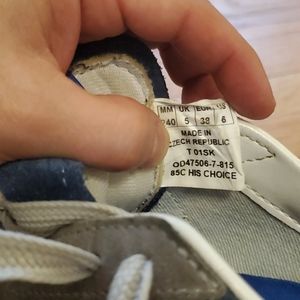 MM UK EUR US
240 5 38 6
MADE IN
CZECH REPUBLIC
T 01SK
OD47506-7-815
85C HIS CHOICE